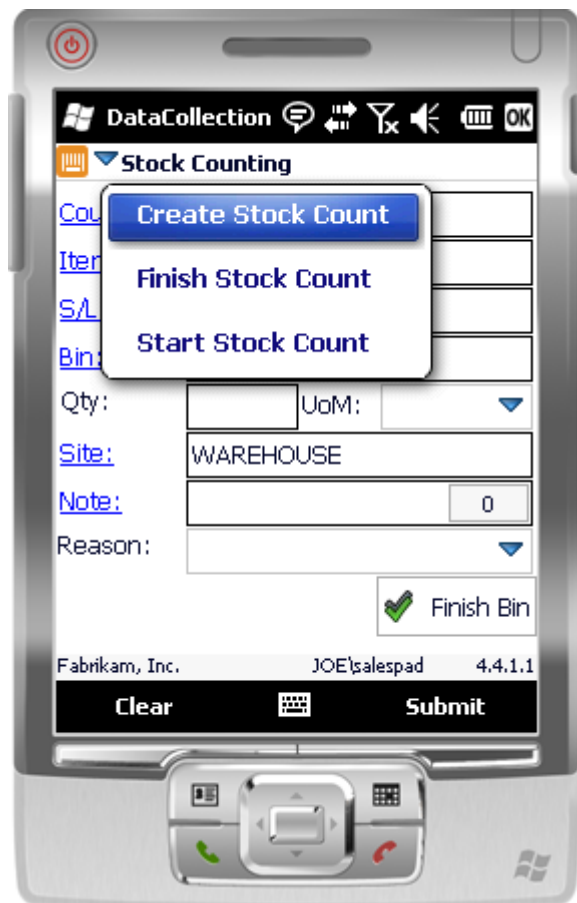 DataCollection OK
Stock Counting
Create Stock Count
Finish Stock Count
Start Stock Count
S/L
Bin:
Qty: UoM:
Site: WAREHOUSE
Note: 0
Reason:
Finish Bin
Fabrikam, Inc. JOE\salespad 4.4.1.1
Clear Submit